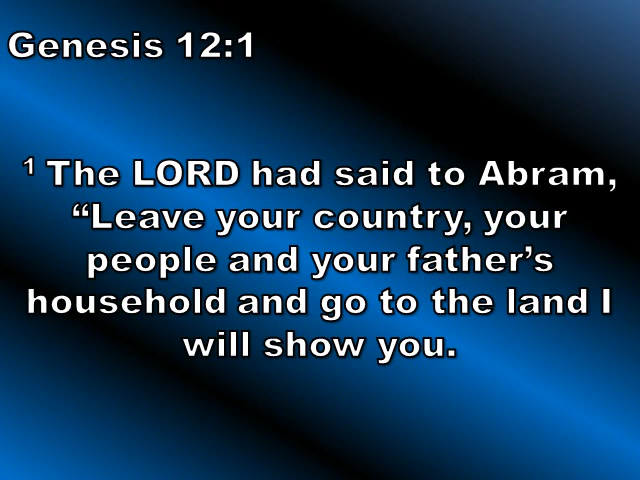 Genesis 12:1
¹ The LORD had said to Abram,
“Leave your country, your
people and your father’s
household and go to the land I
will show you.